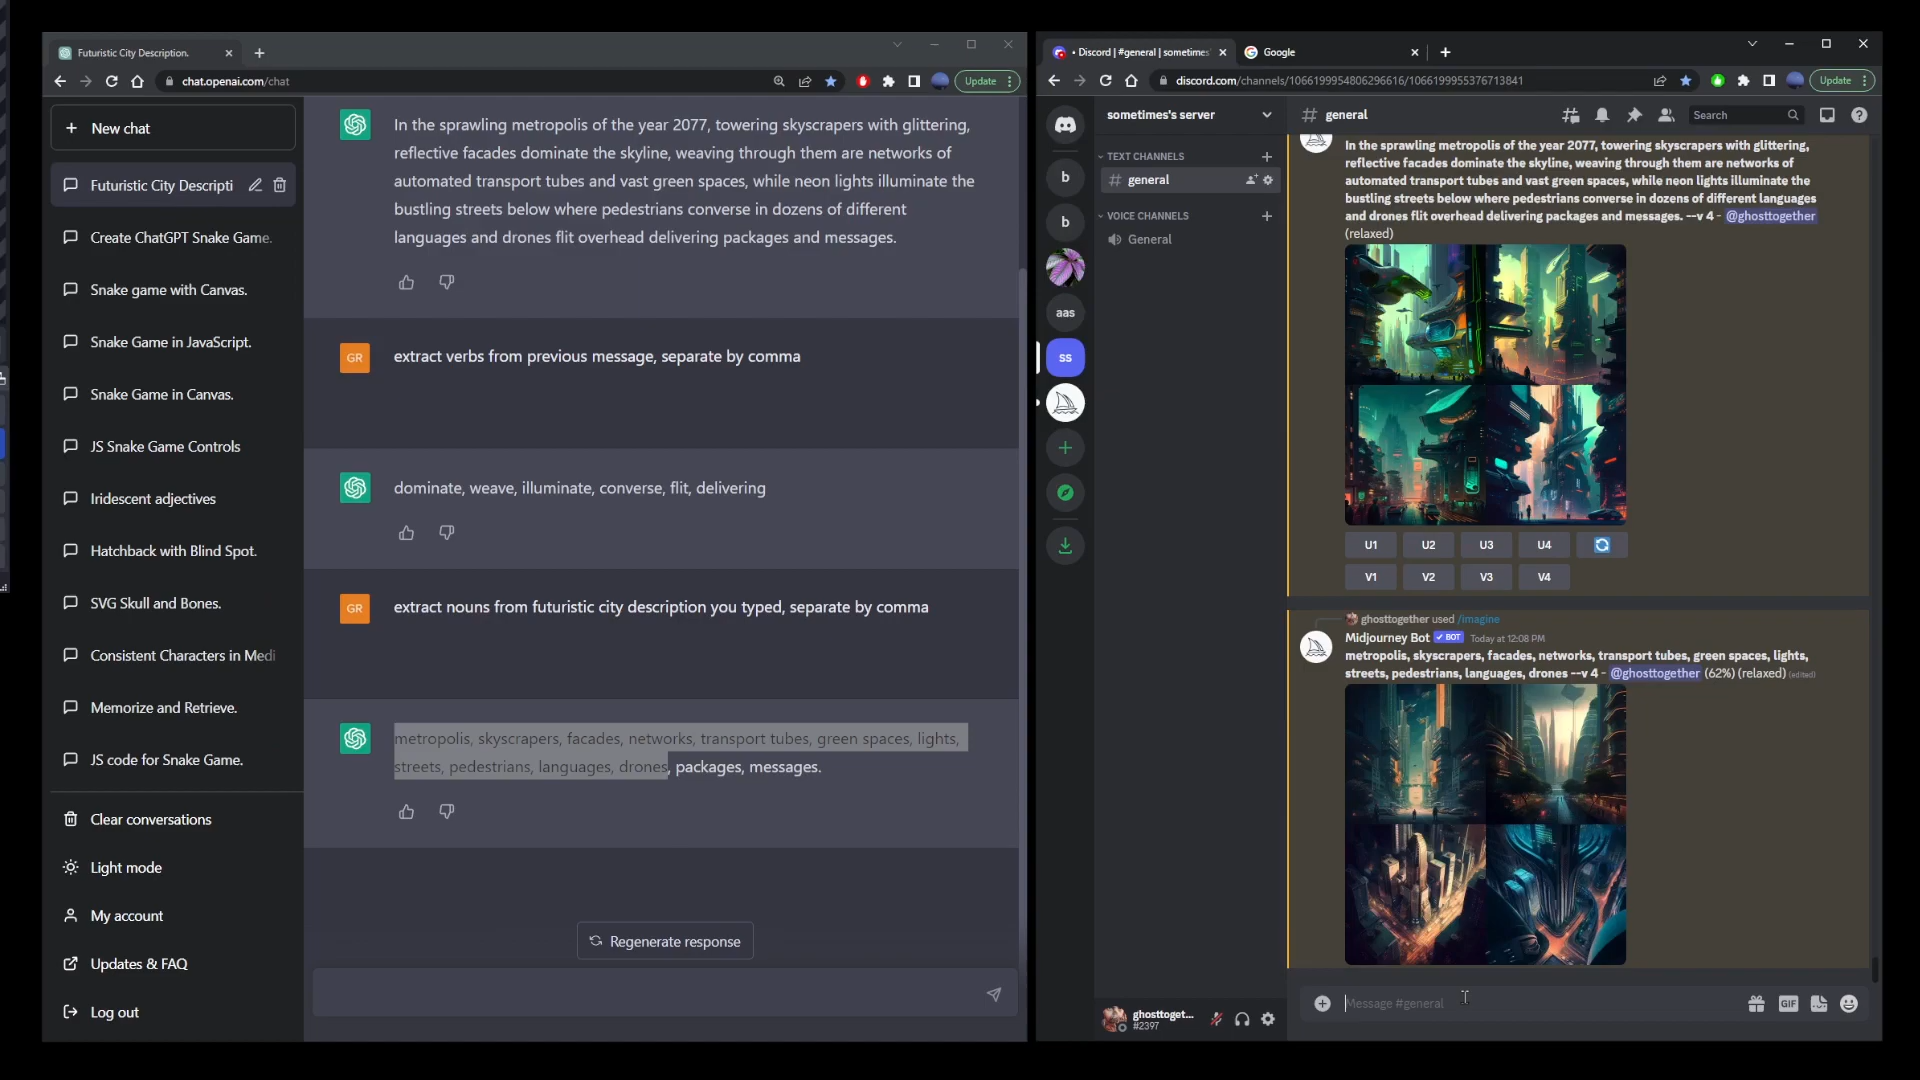 Futuristic City Description.
chat.openai.com/chat
Update
New chat
Futuristic City Descripti
Create ChatGPT Snake Game.
Snake game with Canvas.
Snake Game in JavaScript.
Snake Game in Canvas.
JS Snake Game Controls
Iridescent adjectives
Hatchback with Blind Spot.
SVG Skull and Bones.
Consistent Characters in Medi
Memorize and Retrieve.
JS code for Snake Game.
Clear conversations
Light mode
My account
Updates & FAQ
Log out
In the sprawling metropolis of the year 2077, towering skyscrapers with glittering,
reflective facades dominate the skyline, weaving through them are networks of
automated transport tubes and vast green spaces, while neon lights illuminate the
bustling streets below where pedestrians converse in dozens of different
languages and drones flit overhead delivering packages and messages.
GR
extract verbs from previous message, separate by comma
dominate, weave, illuminate, converse, flit, delivering
GR
extract nouns from futuristic city description you typed, separate by comma
metropolis, skyscrapers, facades, networks, transport tubes, green spaces, lights,
streets, pedestrians, languages, drones, packages, messages.
Regenerate response
• Discord | #general | sometimes'
Google
discord.com/channels/1066199954806296616/1066199955376713841
Update
b
b
aas
ss
sometimes's server
TEXT CHANNELS
general
VOICE CHANNELS
General
ghosttoget...
#2397
general
Search
In the sprawling metropolis of the year 2077, towering skyscrapers with glittering,
reflective facades dominate the skyline, weaving through them are networks of
automated transport tubes and vast green spaces, while neon lights illuminate the
bustling streets below where pedestrians converse in dozens of different languages
and drones flit overhead delivering packages and messages. --v 4 - @ghosttogether
(relaxed)
U1 U2 U3 U4
V1 V2 V3 V4
ghosttogether used /imagine
Midjourney Bot ✓ BOT Today at 12:08 PM
metropolis, skyscrapers, facades, networks, transport tubes, green spaces, lights,
streets, pedestrians, languages, drones --v 4 - @ghosttogether (62%) (relaxed) (edited)
Message #general
GIF